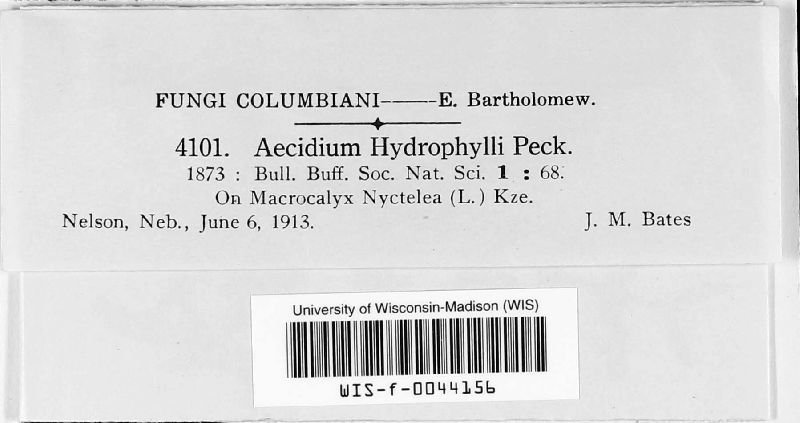 FUNGI COLUMBIANI——E. Bartholomew.
4101. Aecidium Hydrophylli Peck.
1873 : Bull. Buff. Soc. Nat. Sci. 1 : 68.
On Macrocalyx Nyctelea (L.) Kze.
Nelson, Neb., June 6, 1913. J. M. Bates
University of Wisconsin-Madison (WIS)
WIS-f-0044156